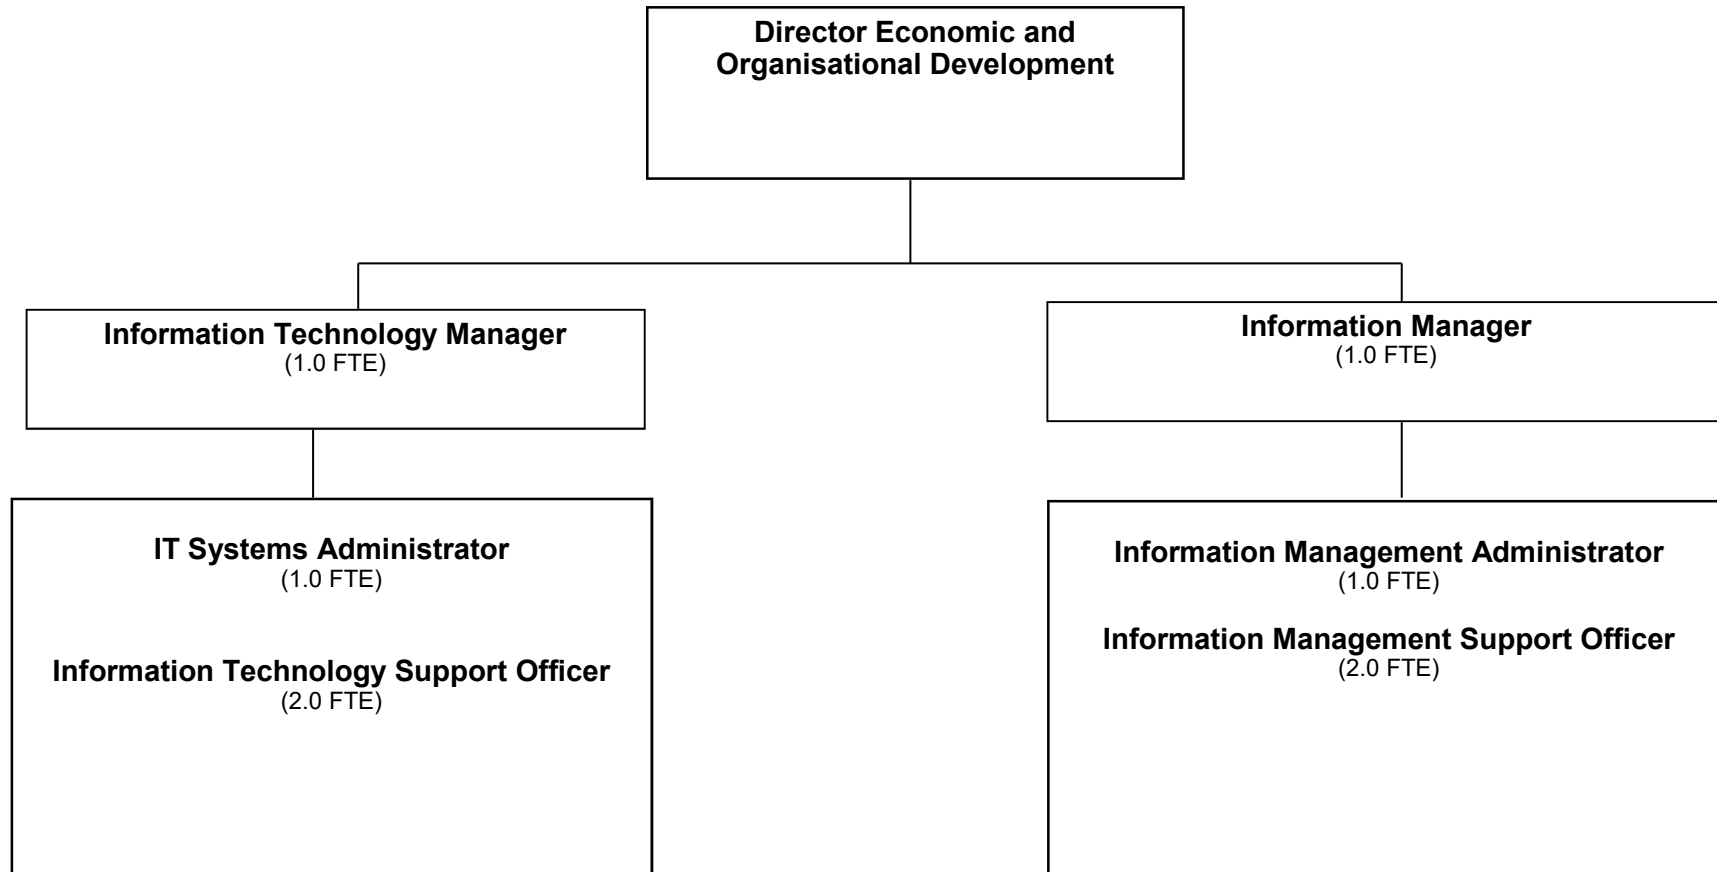 Director Economic and
Organisational Development
Information Technology Manager
(1.0 FTE)
Information Manager
(1.0 FTE)
IT Systems Administrator
(1.0 FTE)
Information Technology Support Officer
(2.0 FTE)
Information Management Administrator
(1.0 FTE)
Information Management Support Officer
(2.0 FTE)